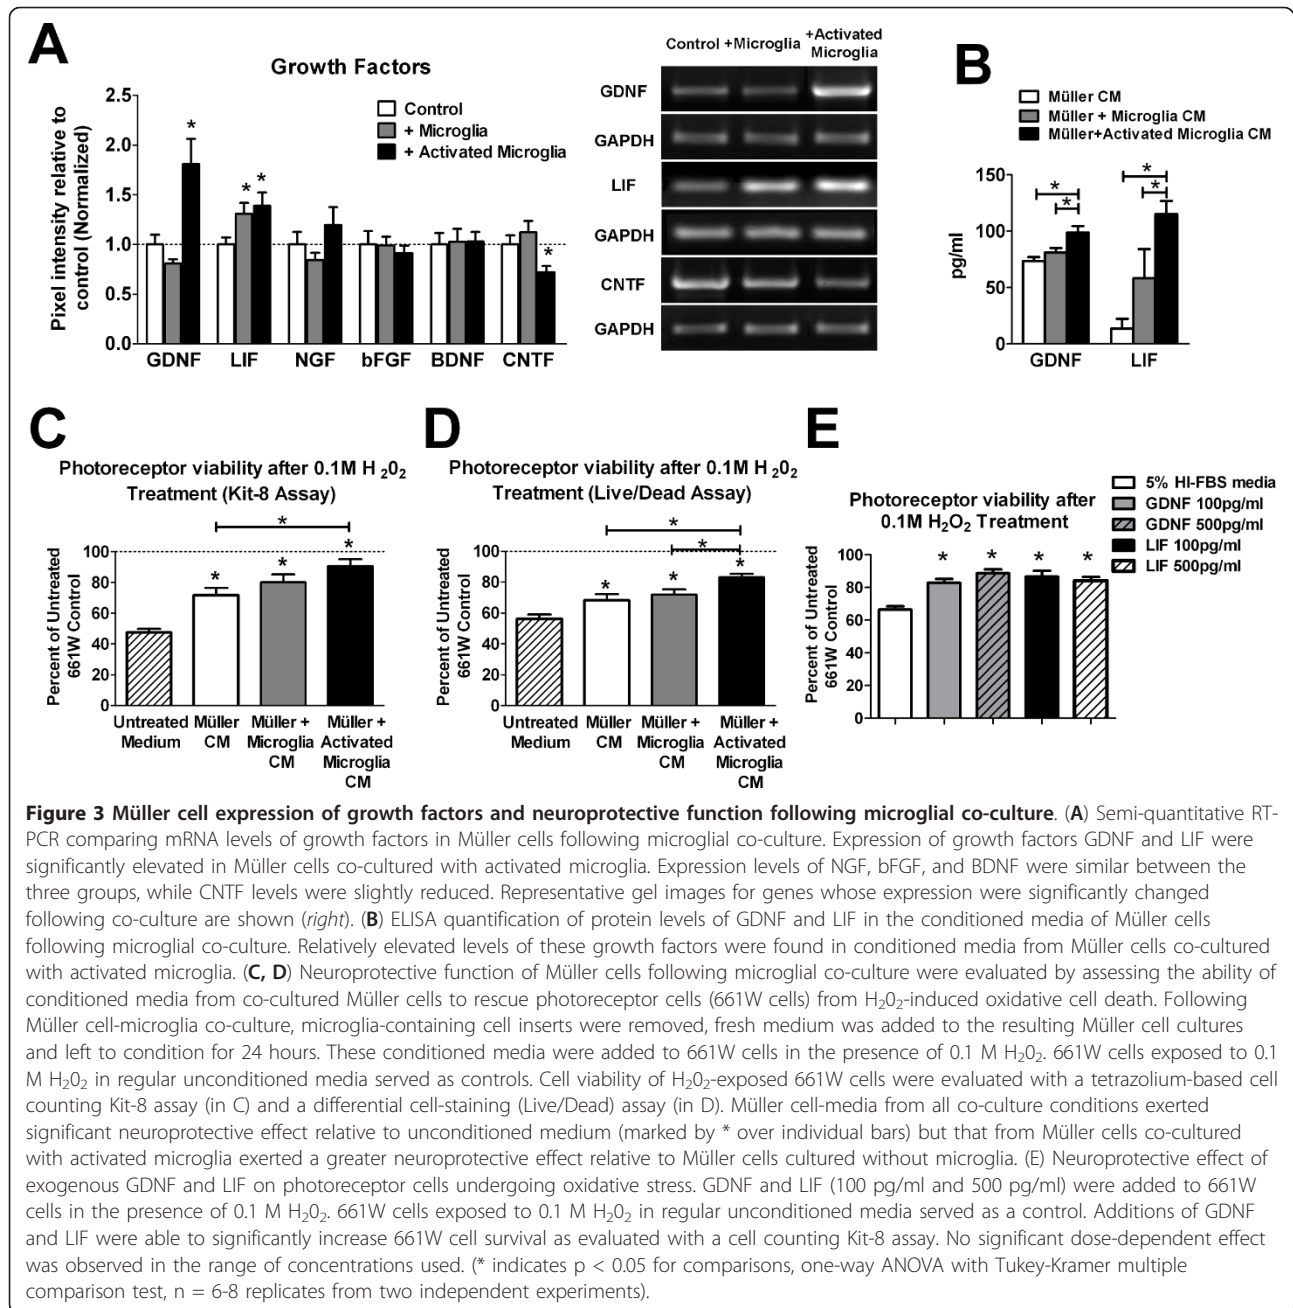 A
Growth Factors
Pixel intensity relative to
control (Normalized)
2.5
2.0
1.5
1.0
0.5
0.0
Control
+ Microglia
+ Activated Microglia
*
* *
*
GDNF LIF NGF bFGF BDNF CNTF
Control +Microglia +Activated
Microglia
GDNF
GAPDH
LIF
GAPDH
CNTF
GAPDH
B
Müller CM
Müller + Microglia CM
Müller+Activated Microglia CM
pg/ml
150
100
50
0
*
*
*
*
GDNF LIF
C
Photoreceptor viability after 0.1M H 2O2
Treatment (Kit-8 Assay)
Percent of Untreated
661W Control
100
80
60
40
20
0
*
* * *
Untreated
Medium
Müller
CM
Müller +
Microglia
CM
Müller +
Activated
Microglia
CM
D
Photoreceptor viability after 0.1M H 2O2
Treatment (Live/Dead Assay)
Percent of Untreated
661W Control
100
80
60
40
20
0
*
*
* * *
Untreated
Medium
Müller
CM
Müller +
Microglia
CM
Müller +
Activated
Microglia
CM
E
5% HI-FBS media
GDNF 100pg/ml
GDNF 500pg/ml
LIF 100pg/ml
LIF 500pg/ml
Photoreceptor viability after
0.1M H2O2 Treatment
Percent of Untreated
661W Control
100
80
60
40
20
0
* * * *
Figure 3 Müller cell expression of growth factors and neuroprotective function following microglial co-culture. (A) Semi-quantitative RT-
PCR comparing mRNA levels of growth factors in Müller cells following microglial co-culture. Expression of growth factors GDNF and LIF were
significantly elevated in Müller cells co-cultured with activated microglia. Expression levels of NGF, bFGF, and BDNF were similar between the
three groups, while CNTF levels were slightly reduced. Representative gel images for genes whose expression were significantly changed
following co-culture are shown (right). (B) ELISA quantification of protein levels of GDNF and LIF in the conditioned media of Müller cells
following microglial co-culture. Relatively elevated levels of these growth factors were found in conditioned media from Müller cells co-cultured
with activated microglia. (C, D) Neuroprotective function of Müller cells following microglial co-culture were evaluated by assessing the ability of
conditioned media from co-cultured Müller cells to rescue photoreceptor cells (661W cells) from H202-induced oxidative cell death. Following
Müller cell-microglia co-culture, microglia-containing cell inserts were removed, fresh medium was added to the resulting Müller cell cultures
and left to condition for 24 hours. These conditioned media were added to 661W cells in the presence of 0.1 M H202. 661W cells exposed to 0.1
M H202 in regular unconditioned media served as controls. Cell viability of H202-exposed 661W cells were evaluated with a tetrazolium-based cell
counting Kit-8 assay (in C) and a differential cell-staining (Live/Dead) assay (in D). Müller cell-media from all co-culture conditions exerted
significant neuroprotective effect relative to unconditioned medium (marked by * over individual bars) but that from Müller cells co-cultured
with activated microglia exerted a greater neuroprotective effect relative to Müller cells cultured without microglia. (E) Neuroprotective effect of
exogenous GDNF and LIF on photoreceptor cells undergoing oxidative stress. GDNF and LIF (100 pg/ml and 500 pg/ml) were added to 661W
cells in the presence of 0.1 M H202. 661W cells exposed to 0.1 M H202 in regular unconditioned media served as a control. Additions of GDNF
and LIF were able to significantly increase 661W cell survival as evaluated with a cell counting Kit-8 assay. No significant dose-dependent effect
was observed in the range of concentrations used. (* indicates p < 0.05 for comparisons, one-way ANOVA with Tukey-Kramer multiple
comparison test, n = 6-8 replicates from two independent experiments).